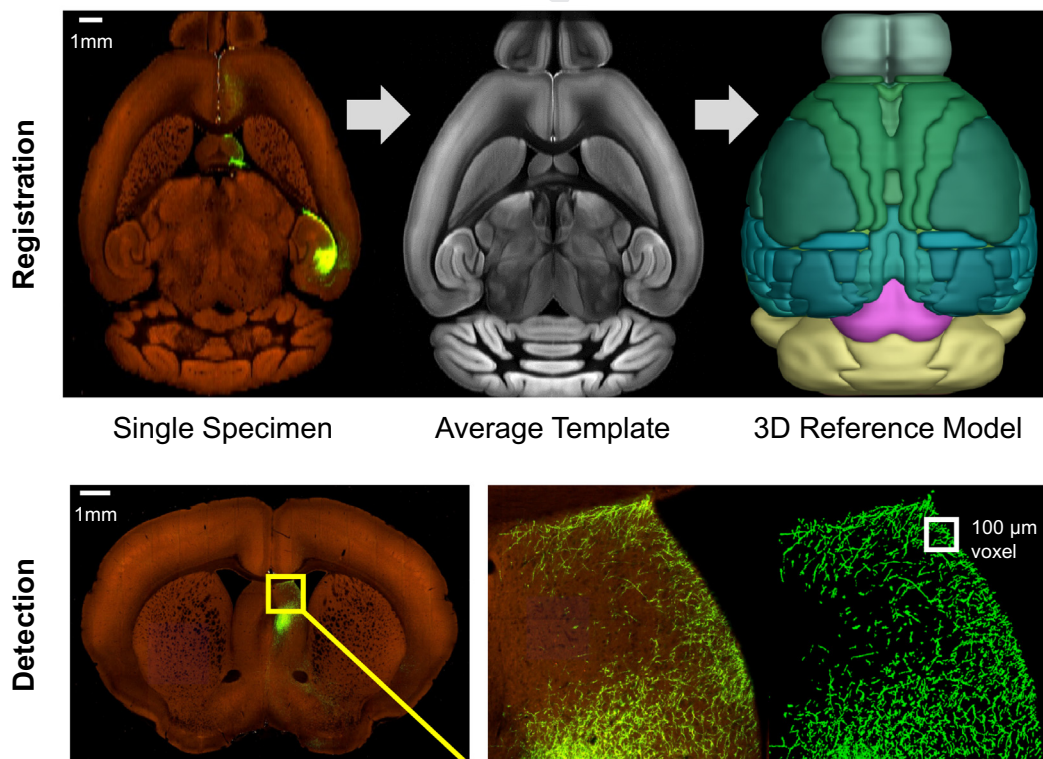 Registration
1mm
Single Specimen
Average Template
3D Reference Model
Detection
1mm
100 µm
voxel